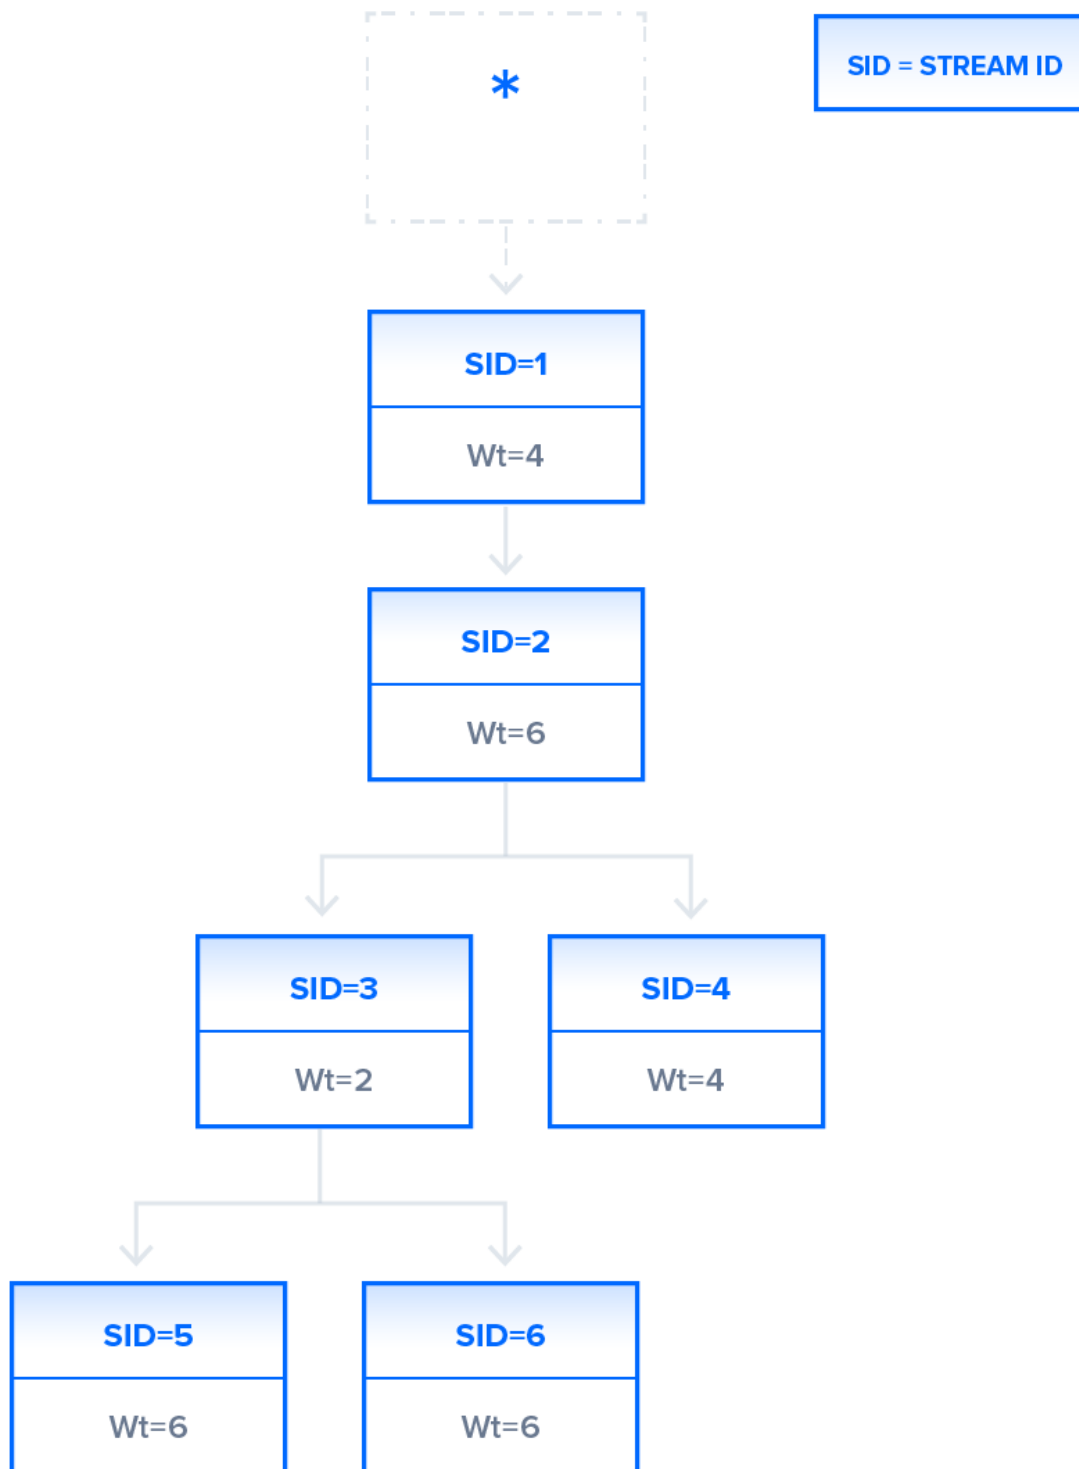 *
SID = STREAM ID
SID=1
Wt=4
SID=2
Wt=6
SID=3
Wt=2
SID=4
Wt=4
SID=5
Wt=6
SID=6
Wt=6